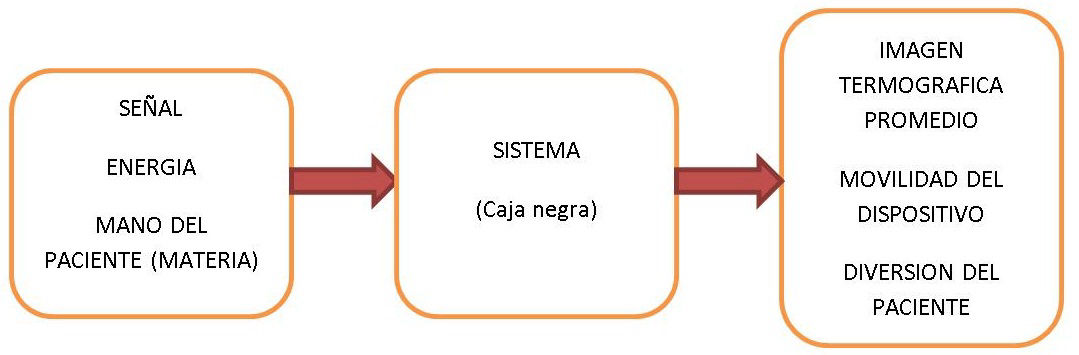 SEÑAL
ENERGIA
MANO DEL
PACIENTE (MATERIA)
SISTEMA
(Caja negra)
IMAGEN
TERMOGRAFICA
PROMEDIO
MOVILIDAD DEL
DISPOSITIVO
DIVERSION DEL
PACIENTE